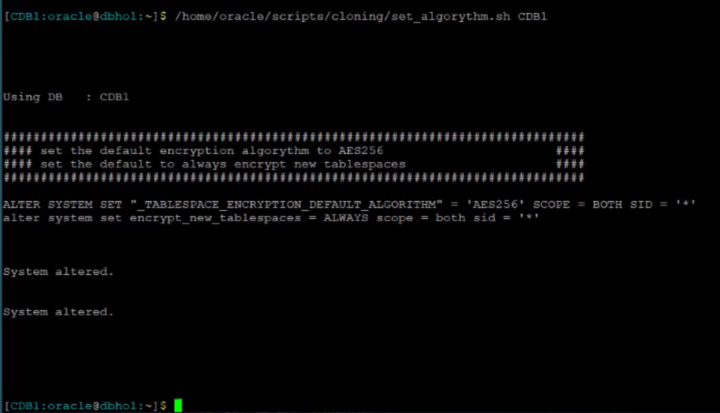 [CDB1:oracle@dbhol:~]$ /home/oracle/scripts/cloning/set_algorythm.sh CDB1
Using DB   : CDB1
##############################################################################
#### set the default encryption algorythm to AES256                       ####
#### set the default to always encrypt new tablespaces                    ####
##############################################################################
ALTER SYSTEM SET "_TABLESPACE_ENCRYPTION_DEFAULT_ALGORITHM" = 'AES256' SCOPE = BOTH SID = '*'
alter system set encrypt_new_tablespaces = ALWAYS scope = both sid = '*'
System altered.
System altered.
[CDB1:oracle@dbhol:~]$